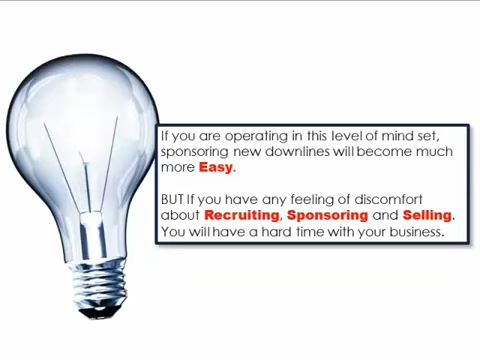 If you are operating in this level of mind set,
sponsoring new downlines will become much
more Easy.
BUT If you have any feeling of discomfort
about Recruiting, Sponsoring and Selling.
You will have a hard time with your business.